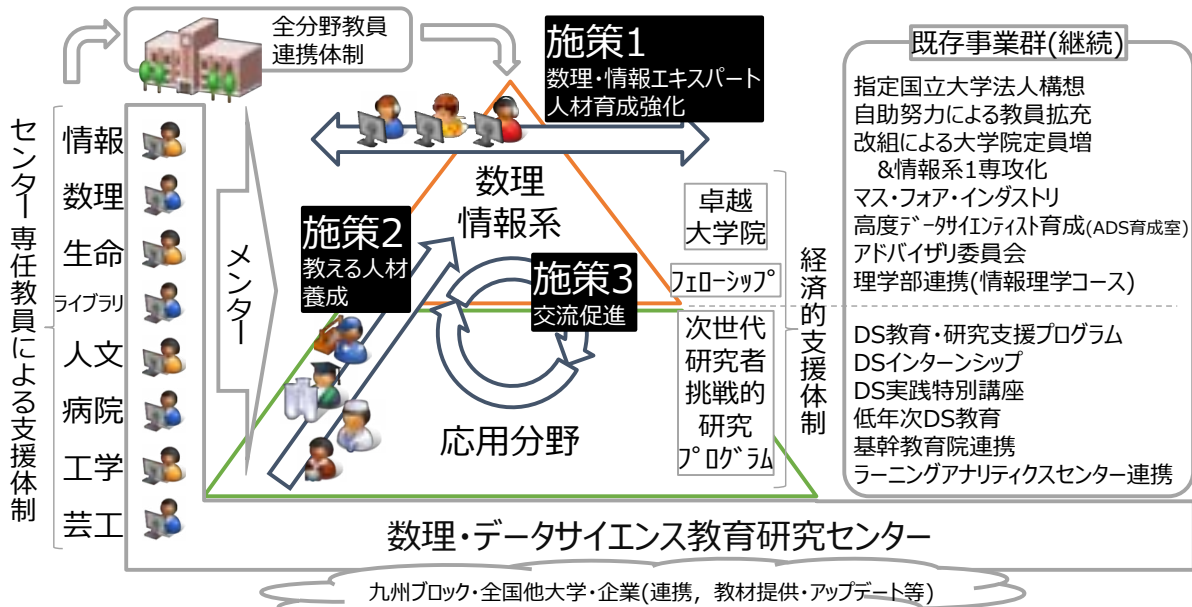 全分野教員
連携体制
施策1
数理・情報エキスパート
人材育成強化
既存事業群(継続)
指定国立大学法人構想
自助努力による教員拡充
改組による大学院定員増
&情報系1専攻化
マス・フォア・インダストリ
高度データサイエンティスト育成(ADS育成室)
アドバイザリ委員会
理学部連携(情報理学コース)
DS教育・研究支援プログラム
DSインターンシップ
DS実践特別講座
低年次DS教育
基幹教育院連携
ラーニングアナリティクスセンター連携
センター専任教員による支援体制
情報
数理
生命
ライブラリ
人文
病院
工学
芸工
メンター
数理
情報系
施策2
教える人材
養成
施策3
交流促進
応用分野
卓越
大学院
フェローシップ
次世代
研究者
挑戦的
研究
プログラム
経済的支援体制
数理・データサイエンス教育研究センター
九州ブロック・全国他大学・企業(連携，教材提供・アップデート等)